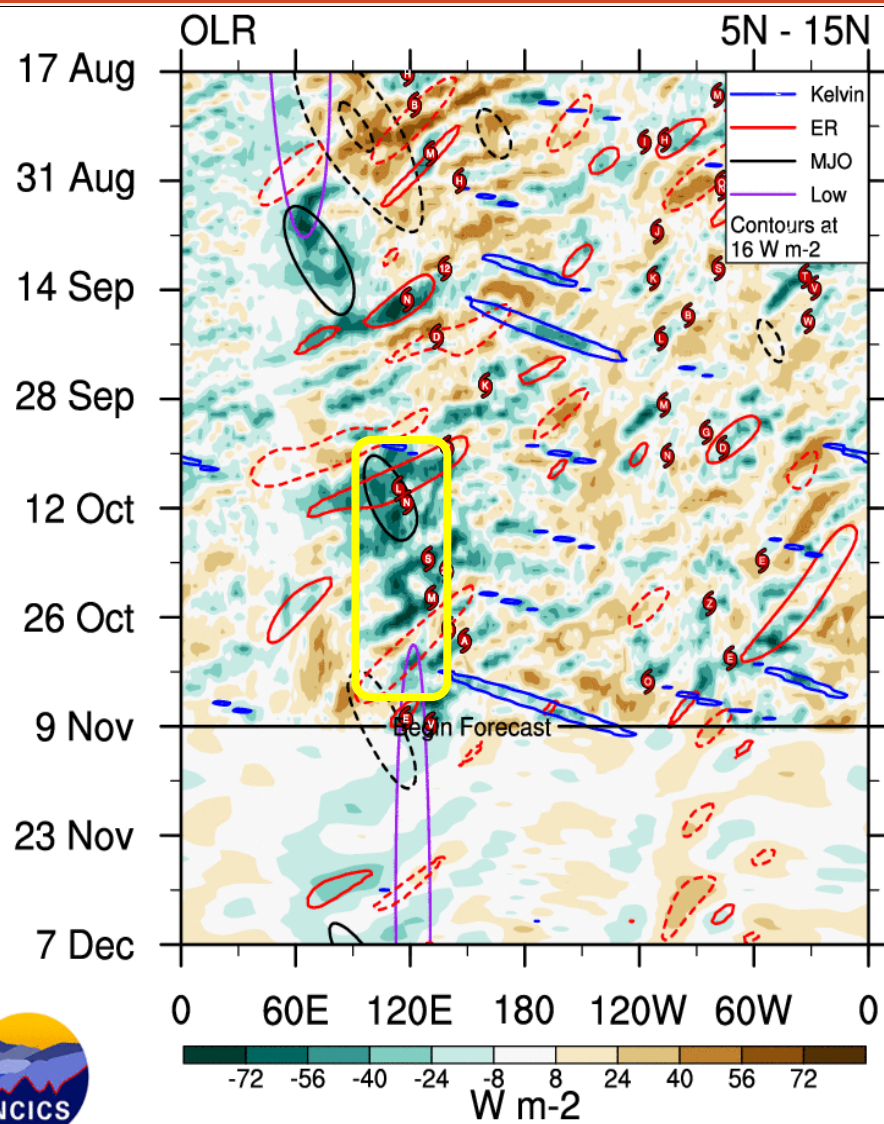 OLR 5N - 15N
17 Aug
31 Aug
14 Sep
28 Sep
12 Oct
26 Oct
9 Nov
23 Nov
7 Dec
Kelvin
ER
MJO
Low
Contours at
16 W m-2
H
B
M
M
I
H
M
J
12
K
S
T
V
N
D
B
L
W
K
M
G
D
N
L
N
S
E
M
Z
A
E
O
E
V
Begin Forecast
0 60E 120E 180 120W 60W 0
-72 -56 -40 -24 -8 8 24 40 56 72
W m-2
NCICS